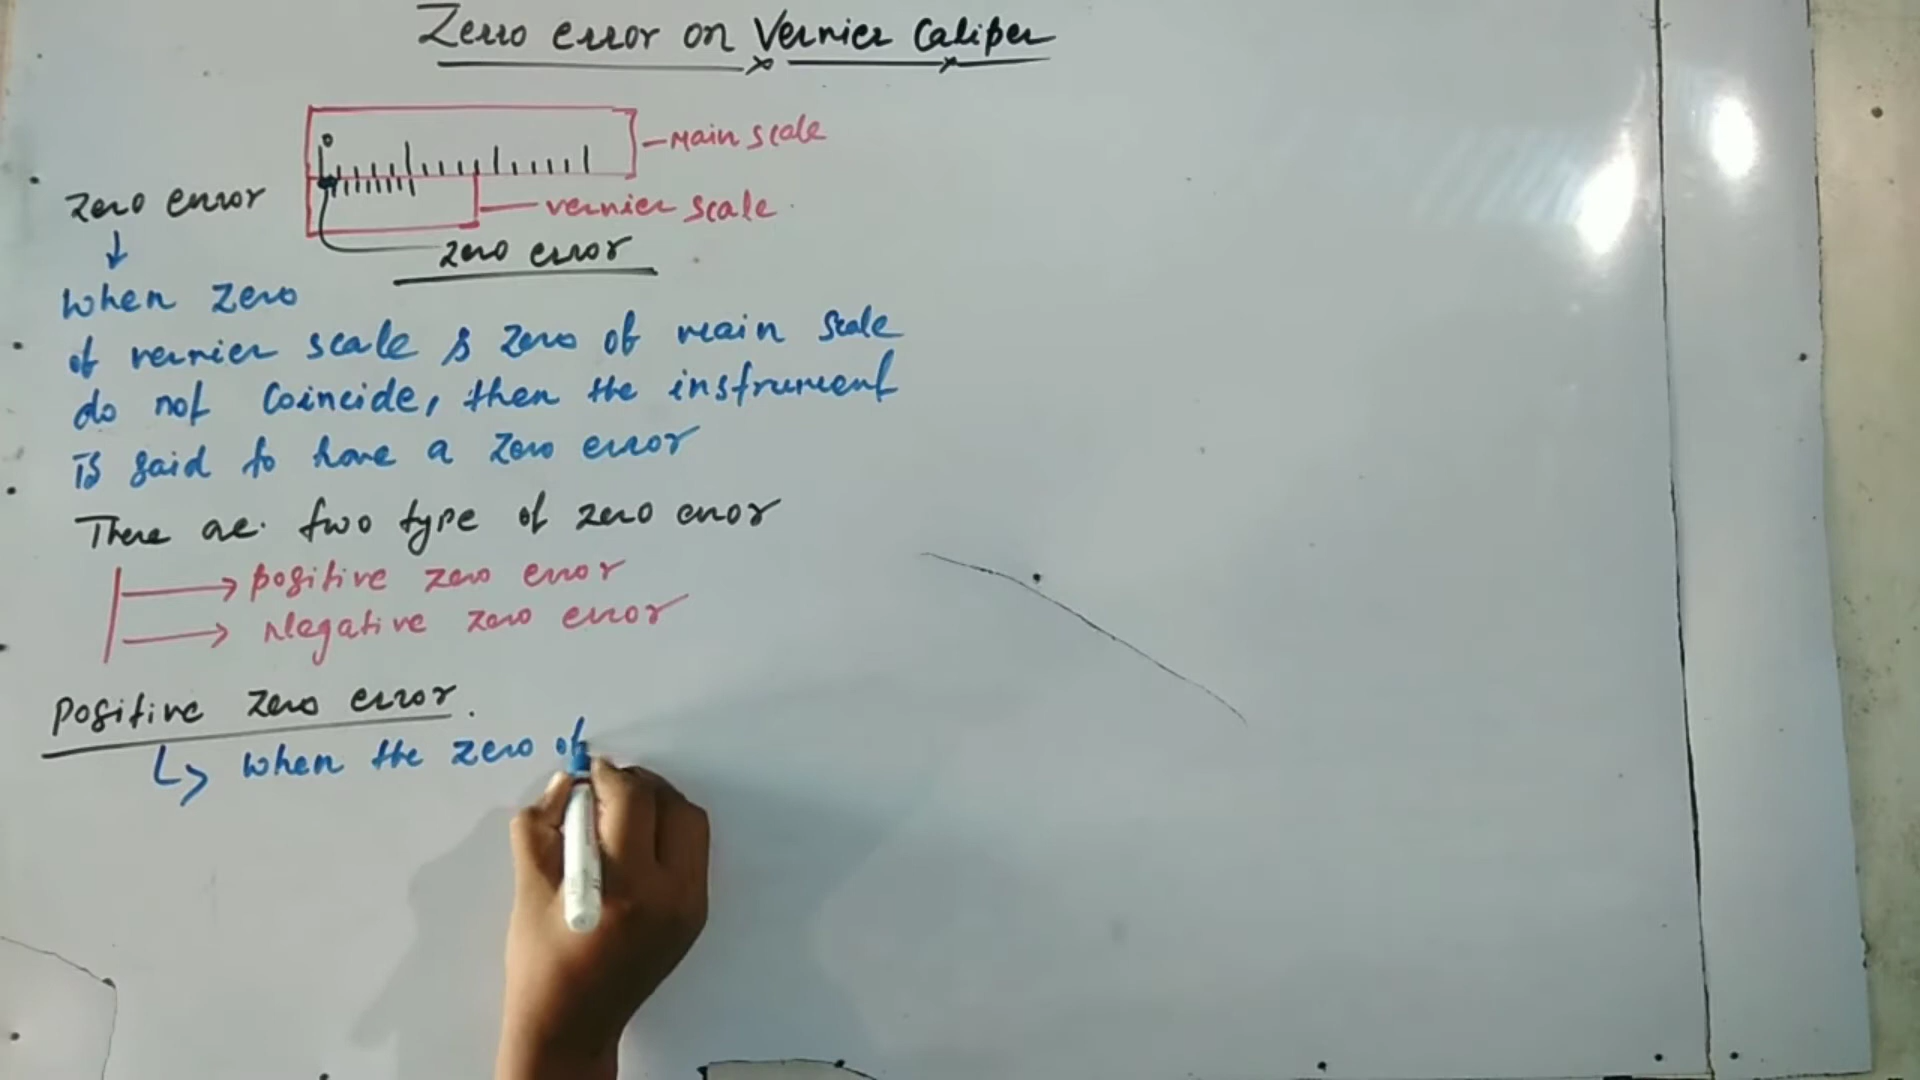 Zero error on Vernier Caliper
0
Main scale
vernier scale
zero error
zero error
When zero
of vernier scale & zero of main scale
do not Coincide, then the instrument
is said to have a zero error
There are two type of zero error
positive zero error
Negative zero error
positive zero error.
When the zero of